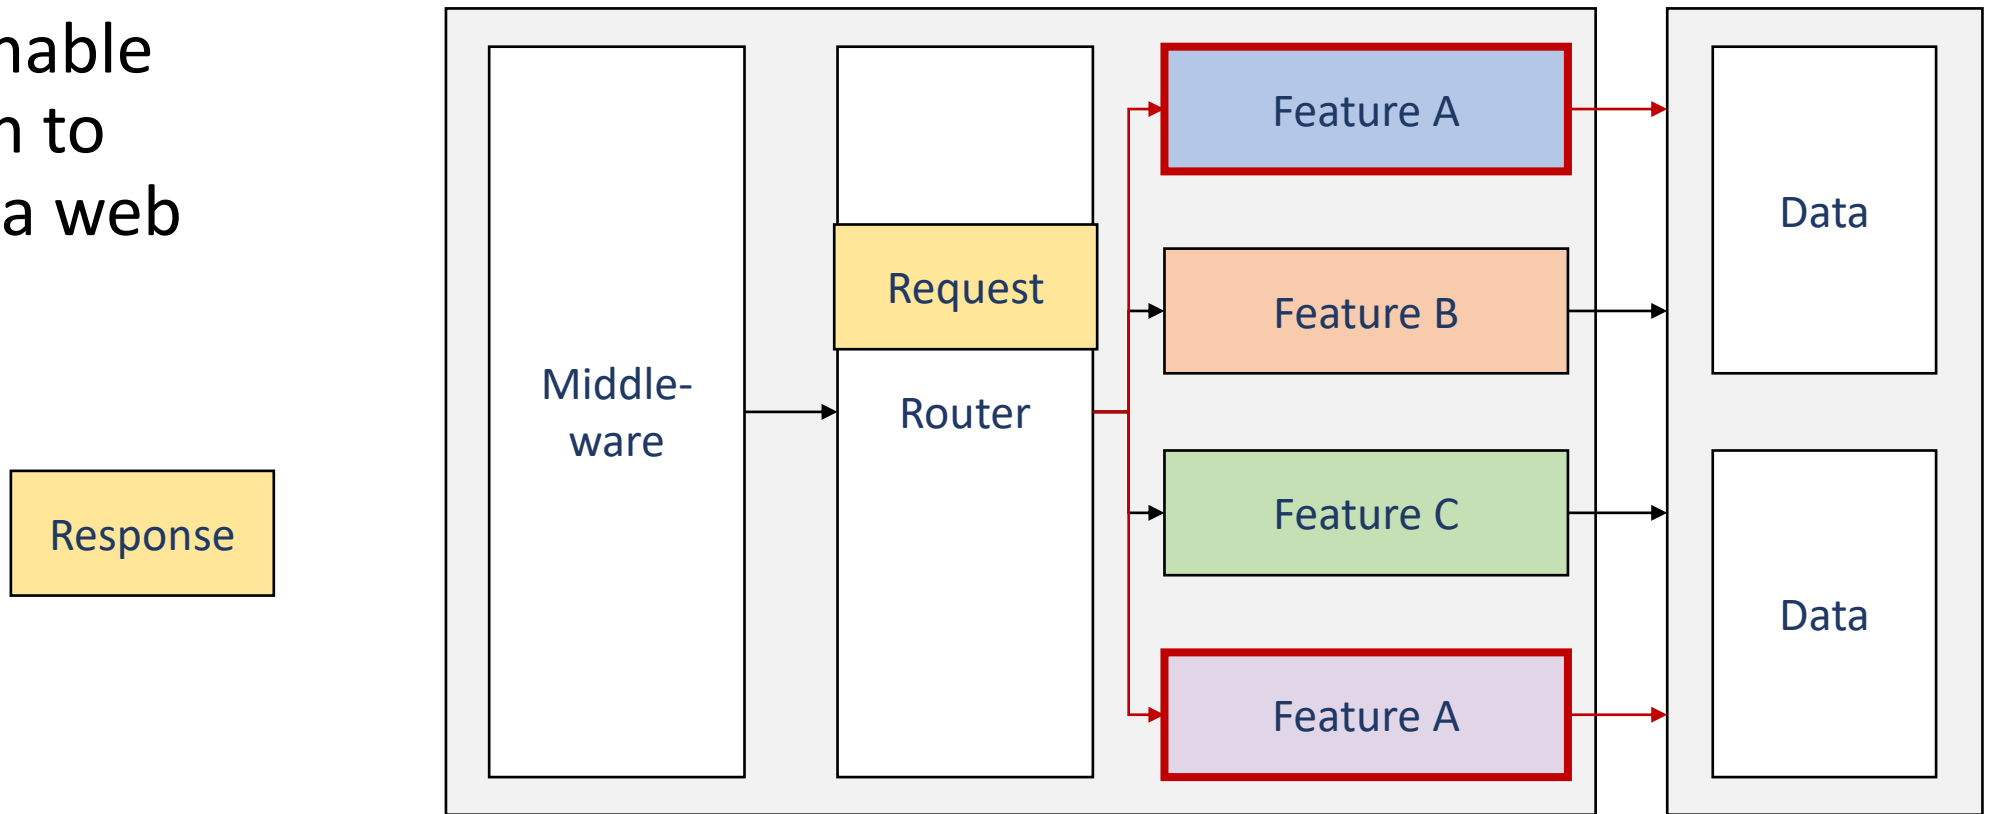 nable
n to
a web
Response
Middle-
ware
Request
Router
Feature A
Feature B
Feature C
Feature A
Data
Data